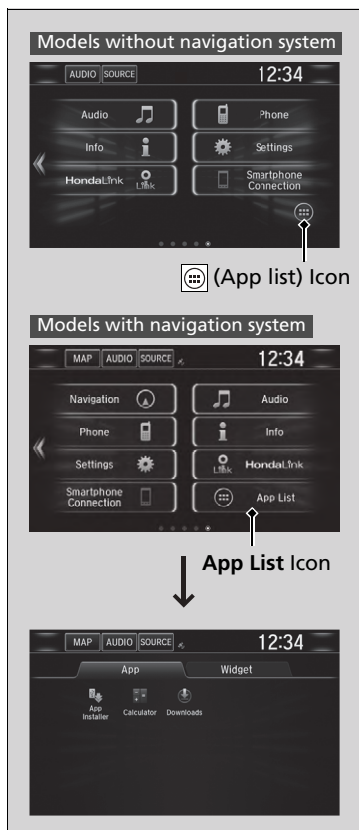 Models without navigation system
AUDIO SOURCE 12:34
Audio Phone
Info Settings
HondaLink Link Smartphone
Connection
(App list) Icon
Models with navigation system
MAP AUDIO SOURCE 12:34
Navigation Audio
Phone Info
Settings Link HondaLink
Smartphone
Connection App List
App List Icon
MAP AUDIO SOURCE 12:34
App Widget
App
Installer Calculator Downloads